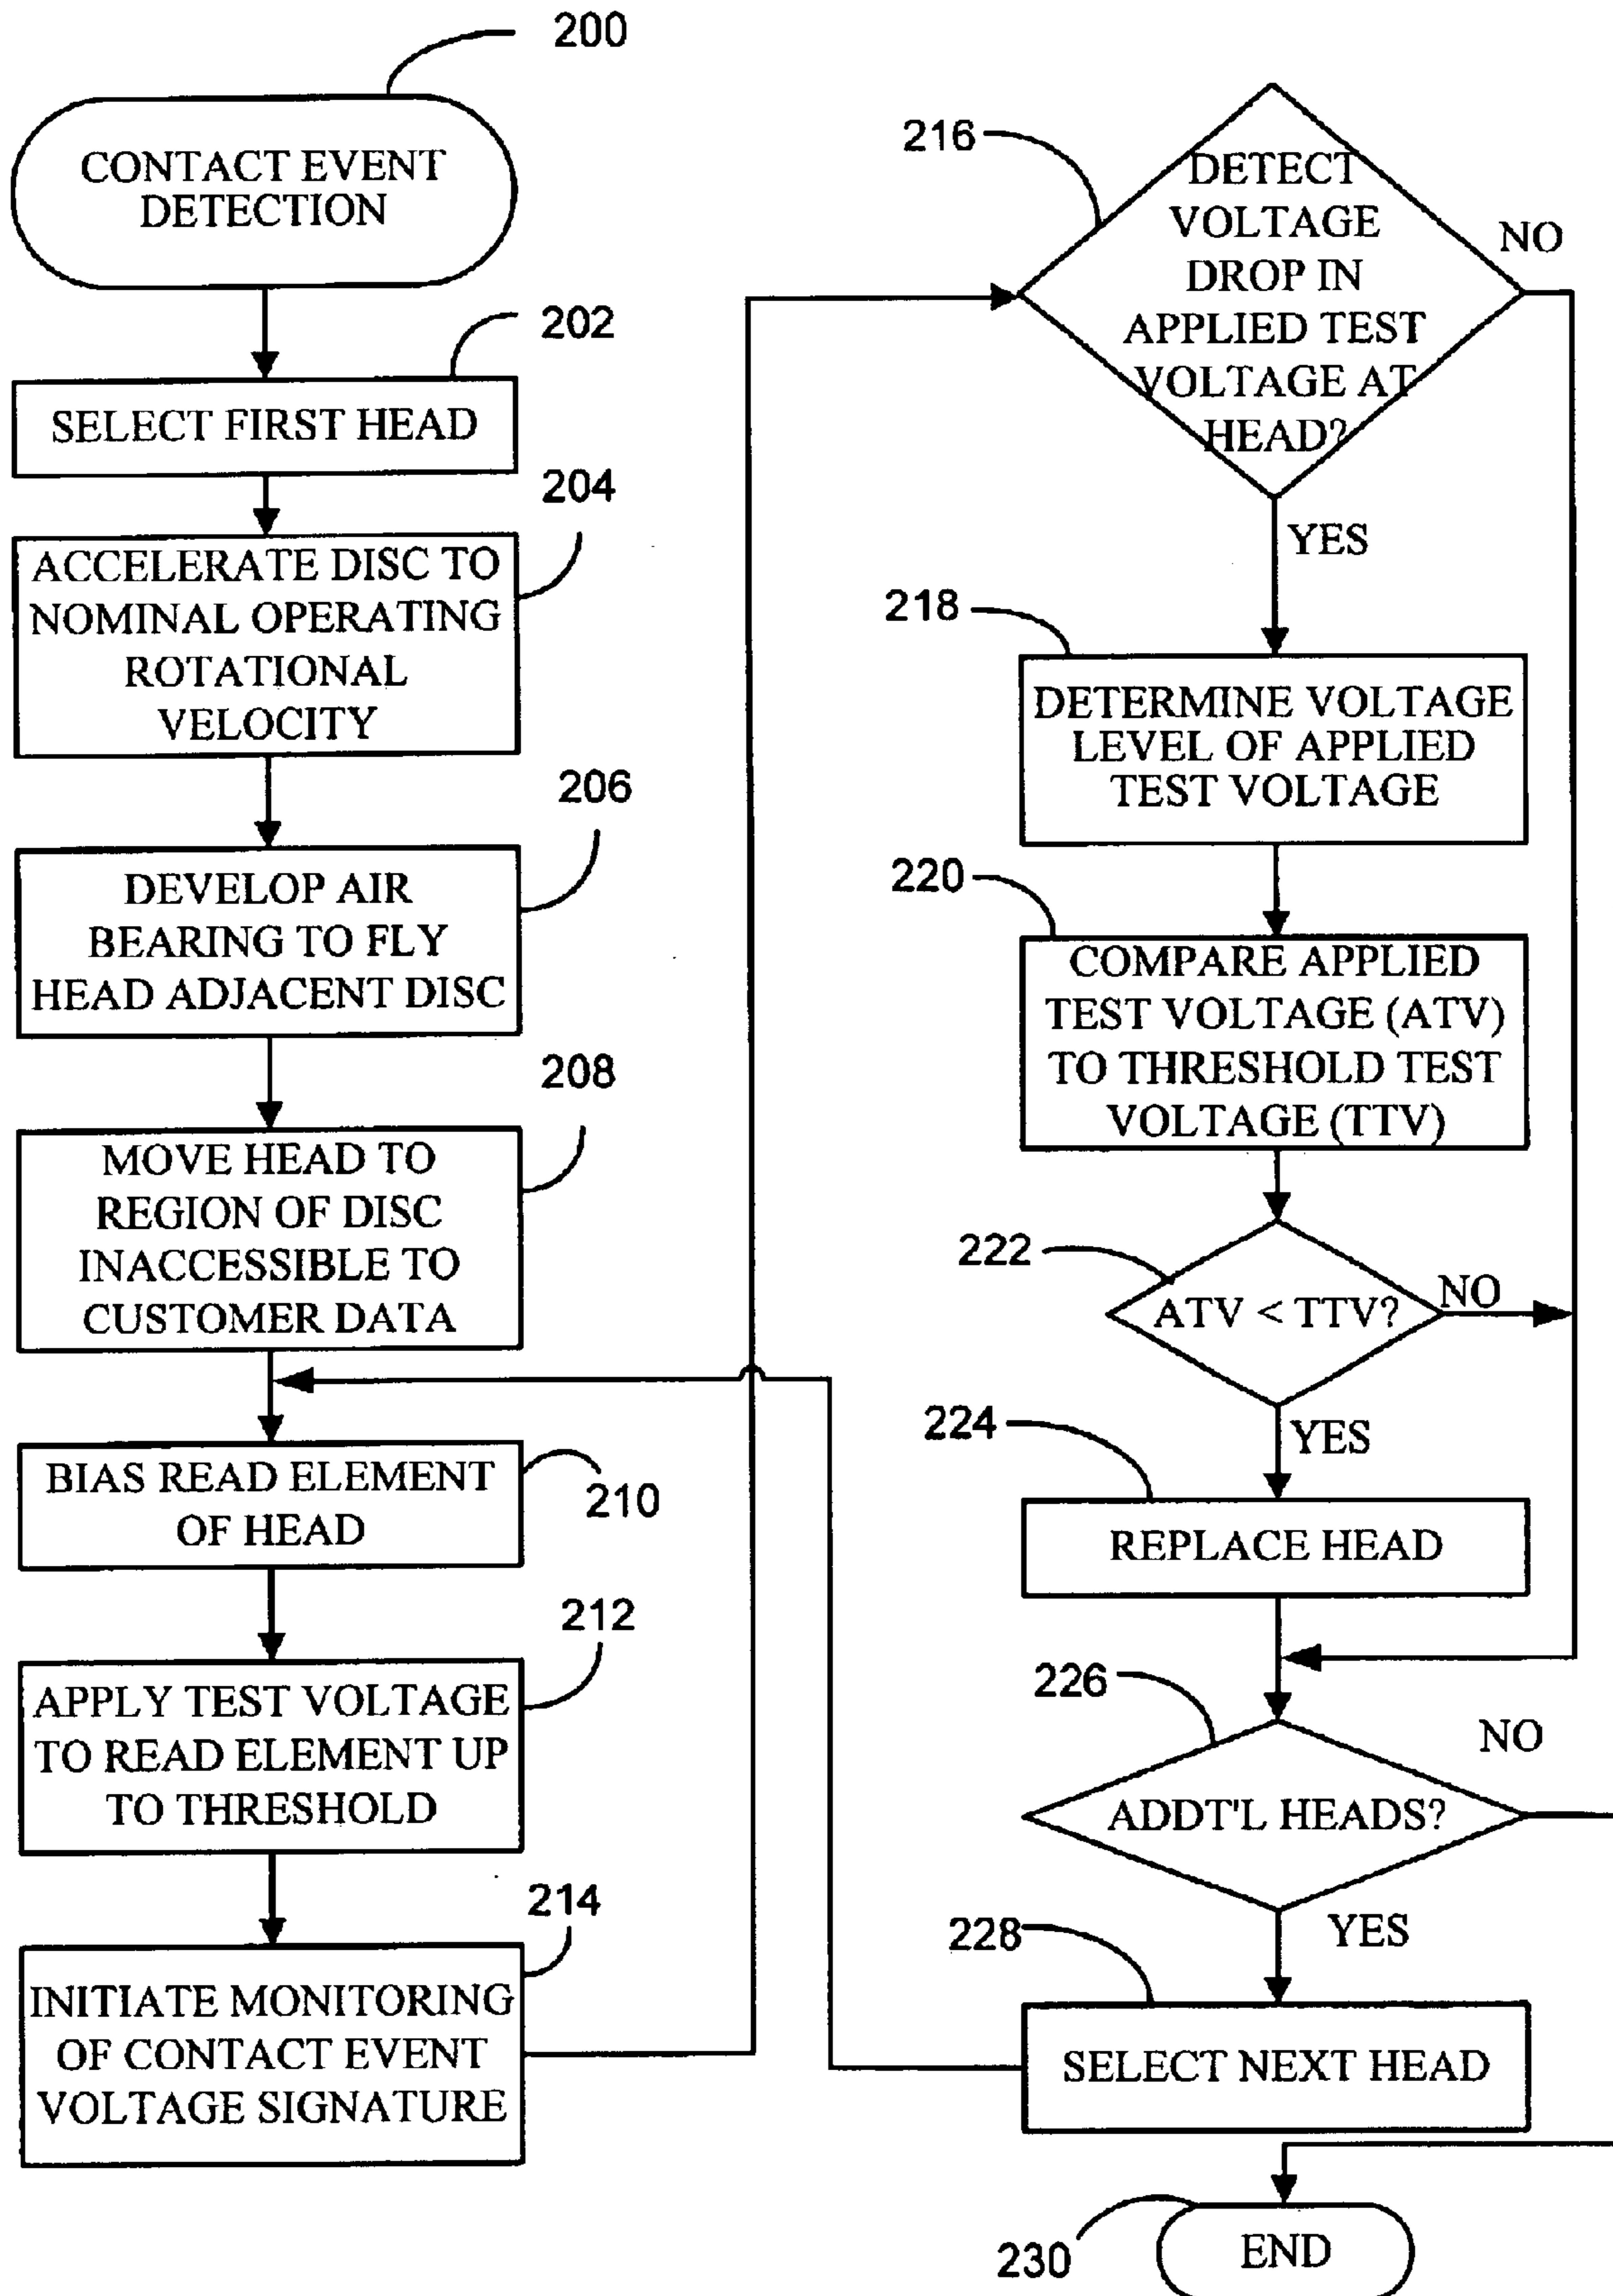 200
CONTACT EVENT
DETECTION
202
SELECT FIRST HEAD
204
ACCELERATE DISC TO
NOMINAL OPERATING
ROTATIONAL
VELOCITY
206
DEVELOP AIR
BEARING TO FLY
HEAD ADJACENT DISC
208
MOVE HEAD TO
REGION OF DISC
INACCESSIBLE TO
CUSTOMER DATA
BIAS READ ELEMENT
OF HEAD
210
212
APPLY TEST VOLTAGE
TO READ ELEMENT UP
TO THRESHOLD
214
INITIATE MONITORING
OF CONTACT EVENT
VOLTAGE SIGNATURE
216
DETECT
VOLTAGE
DROP IN
APPLIED TEST
VOLTAGE AT
HEAD?
NO
YES
218
DETERMINE VOLTAGE
LEVEL OF APPLIED
TEST VOLTAGE
220
COMPARE APPLIED
TEST VOLTAGE (ATV)
TO THRESHOLD TEST
VOLTAGE (TTV)
222
ATV < TTV?
NO
YES
224
REPLACE HEAD
226
ADDT'L HEADS?
NO
YES
228
SELECT NEXT HEAD
230
END